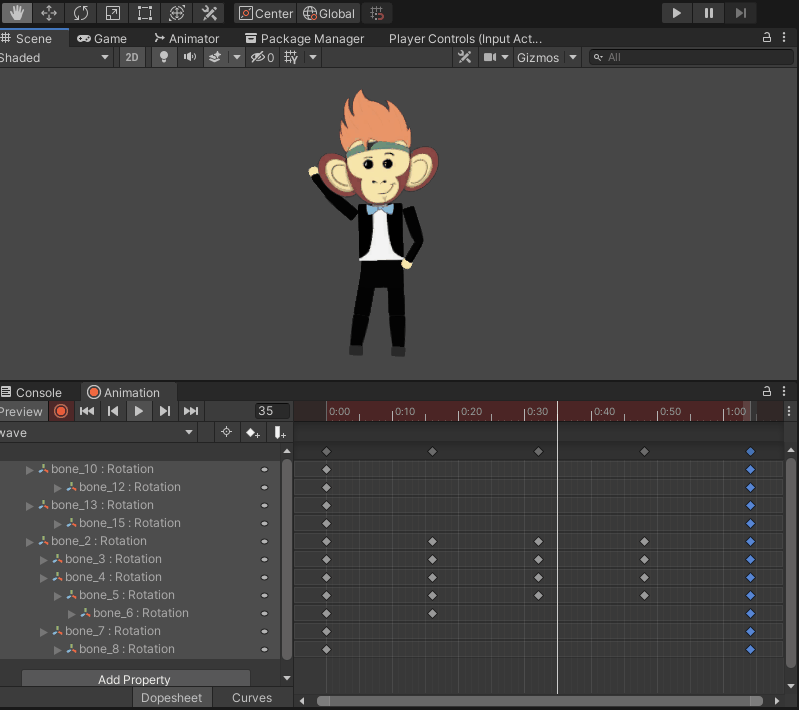 Center Global
Scene Game Animator Package Manager Player Controls (Input Act...
Shaded 2D 0 Gizmos All
Console Animation
Preview 35 0:00 0:10 0:20 0:30 0:40 0:50 1:00
wave
bone_10 : Rotation
bone_12 : Rotation
bone_13 : Rotation
bone_15 : Rotation
bone_2 : Rotation
bone_3 : Rotation
bone_4 : Rotation
bone_5 : Rotation
bone_6 : Rotation
bone_7 : Rotation
bone_8 : Rotation
Add Property
Dopesheet Curves